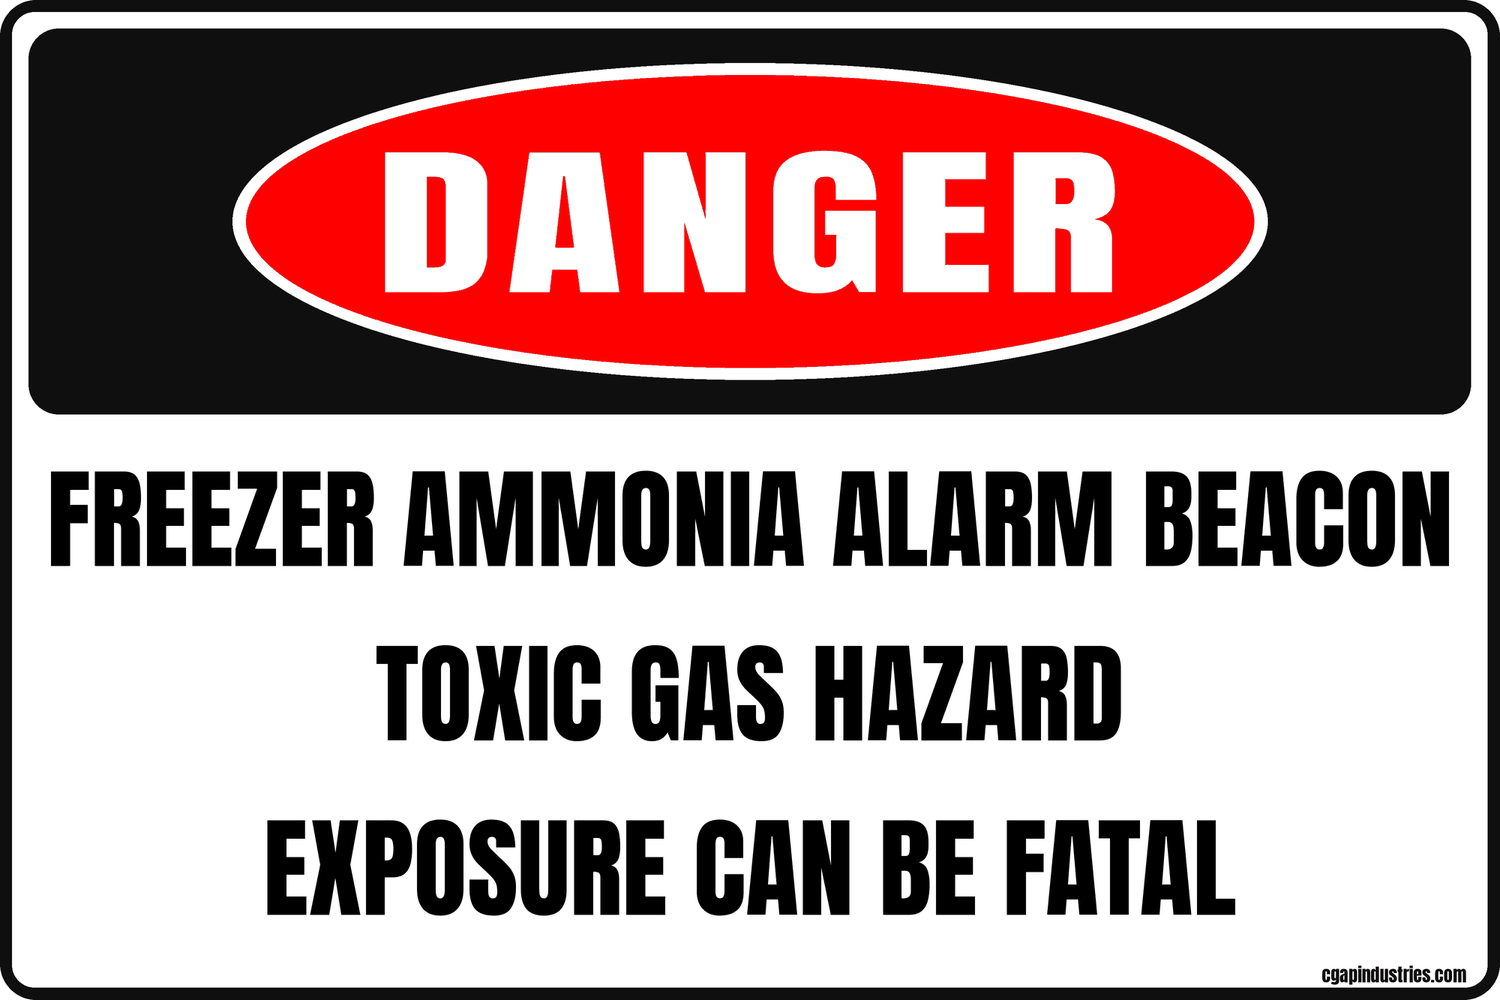 DANGER
FREEZER AMMONIA ALARM BEACON
TOXIC GAS HAZARD
EXPOSURE CAN BE FATAL
cgapindustries.com